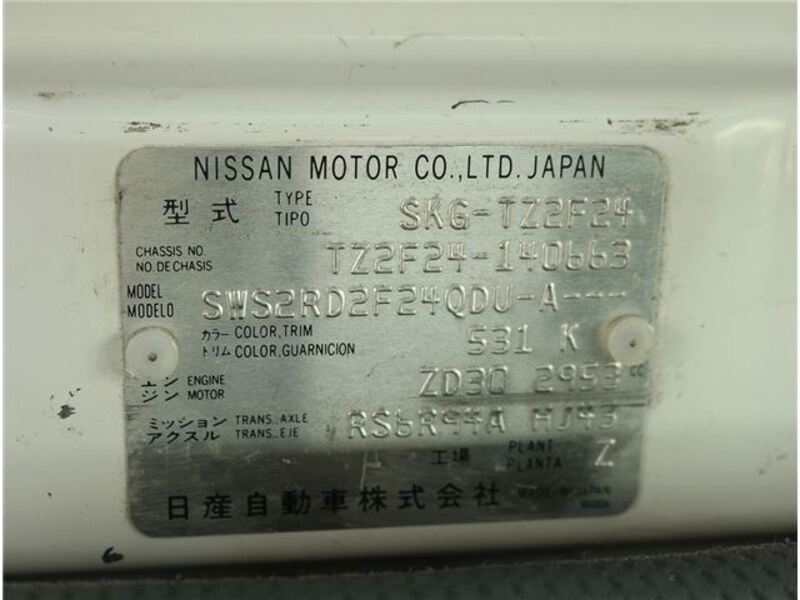 NISSAN MOTOR CO.,LTD. JAPAN
型式 TYPE TIPO SKG-TZ2F24
CHASSIS NO. NO. DE CHASIS TZ2F24-140663
MODEL MODELO SWS2RD2F24QDU-A---
カラー COLOR,TRIM
トリム COLOR,GUARNICION 531 K
エンジン ENGINE MOTOR ZD30 2953 CC
ミッション TRANS.,AXLE
アクスル TRANS.,EJE RS6R94A HJ43
工場 PLANT PLANTA Z
日産自動車株式会社 MADE IN JAPAN